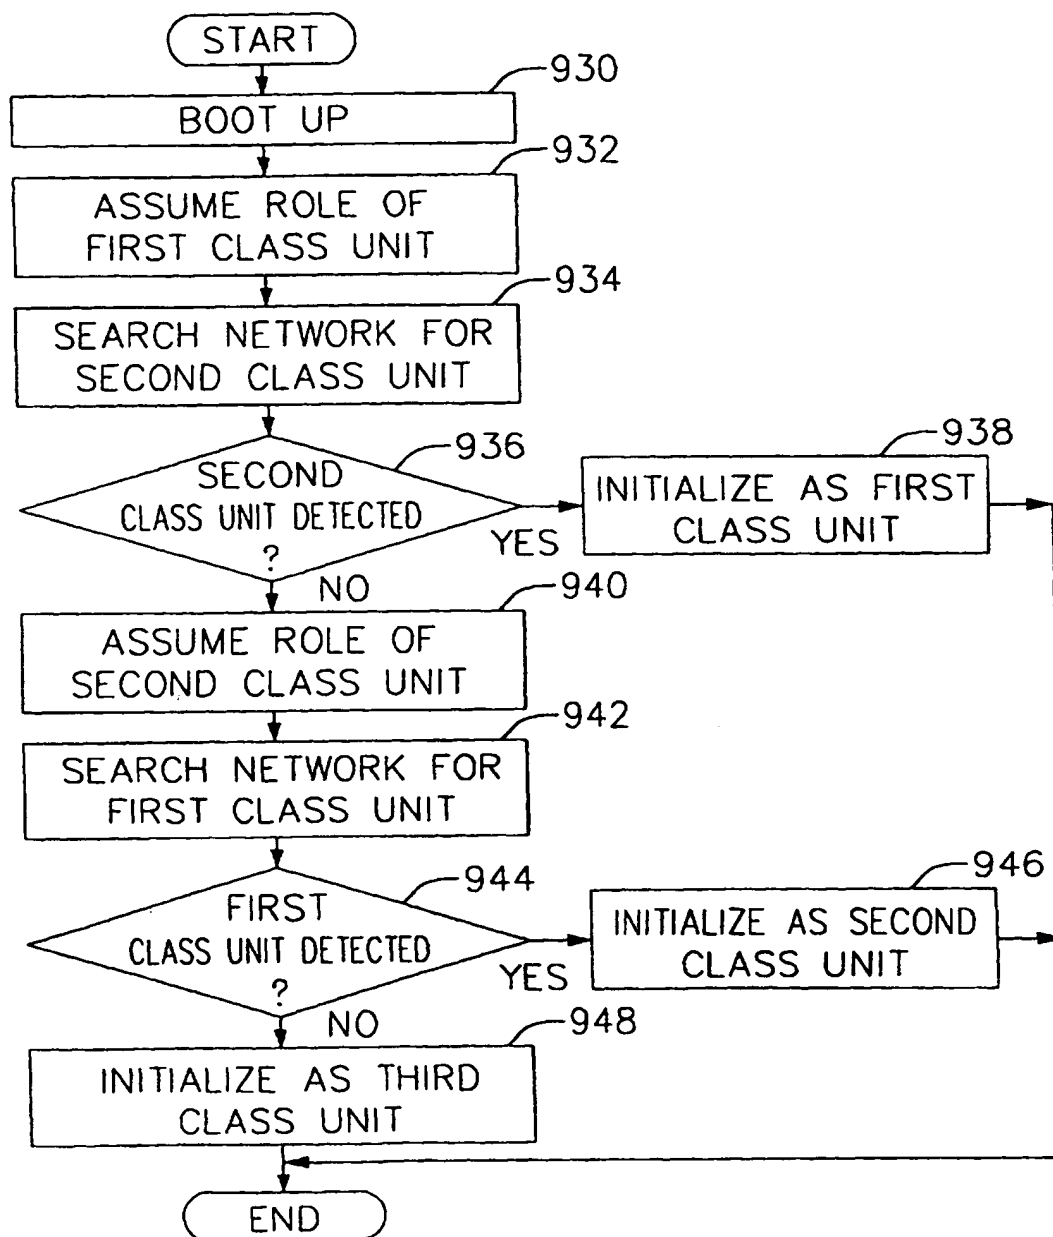 START
930
BOOT UP
932
ASSUME ROLE OF
FIRST CLASS UNIT
934
SEARCH NETWORK FOR
SECOND CLASS UNIT
936
SECOND
CLASS UNIT DETECTED
?
YES
938
INITIALIZE AS FIRST
CLASS UNIT
NO
940
ASSUME ROLE OF
SECOND CLASS UNIT
942
SEARCH NETWORK FOR
FIRST CLASS UNIT
944
FIRST
CLASS UNIT DETECTED
?
YES
946
INITIALIZE AS SECOND
CLASS UNIT
NO
948
INITIALIZE AS THIRD
CLASS UNIT
END